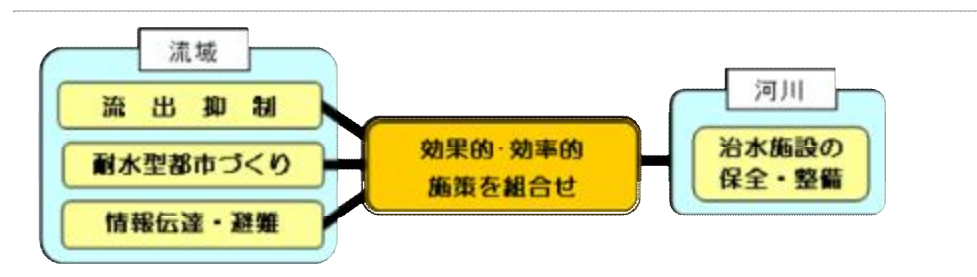 流域
流出抑制
耐水型都市づくり
情報伝達・避難
効果的・効率的
施策を組合せ
河川
治水施設の
保全・整備